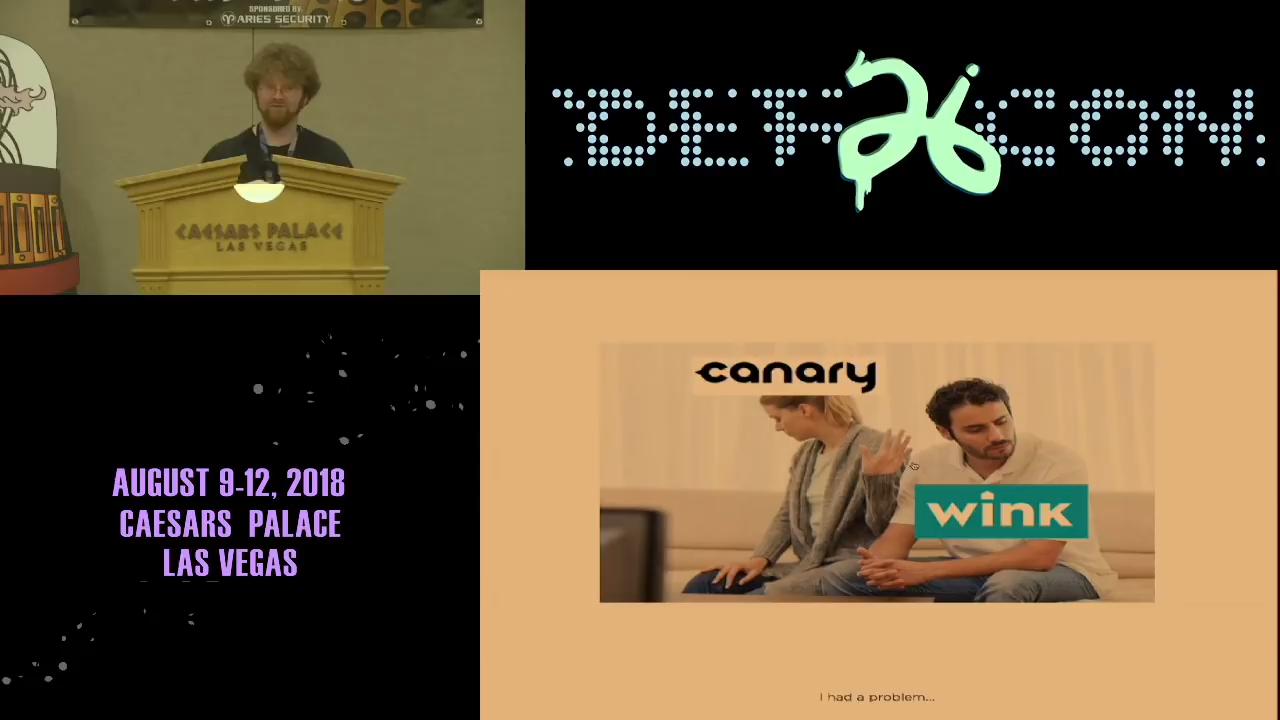 SPONSORED BY:
ARIES SECURITY
CAESARS PALACE
LAS VEGAS
DEF 26 CON
AUGUST 9-12, 2018
CAESARS PALACE
LAS VEGAS
canary
wink
I had a problem...